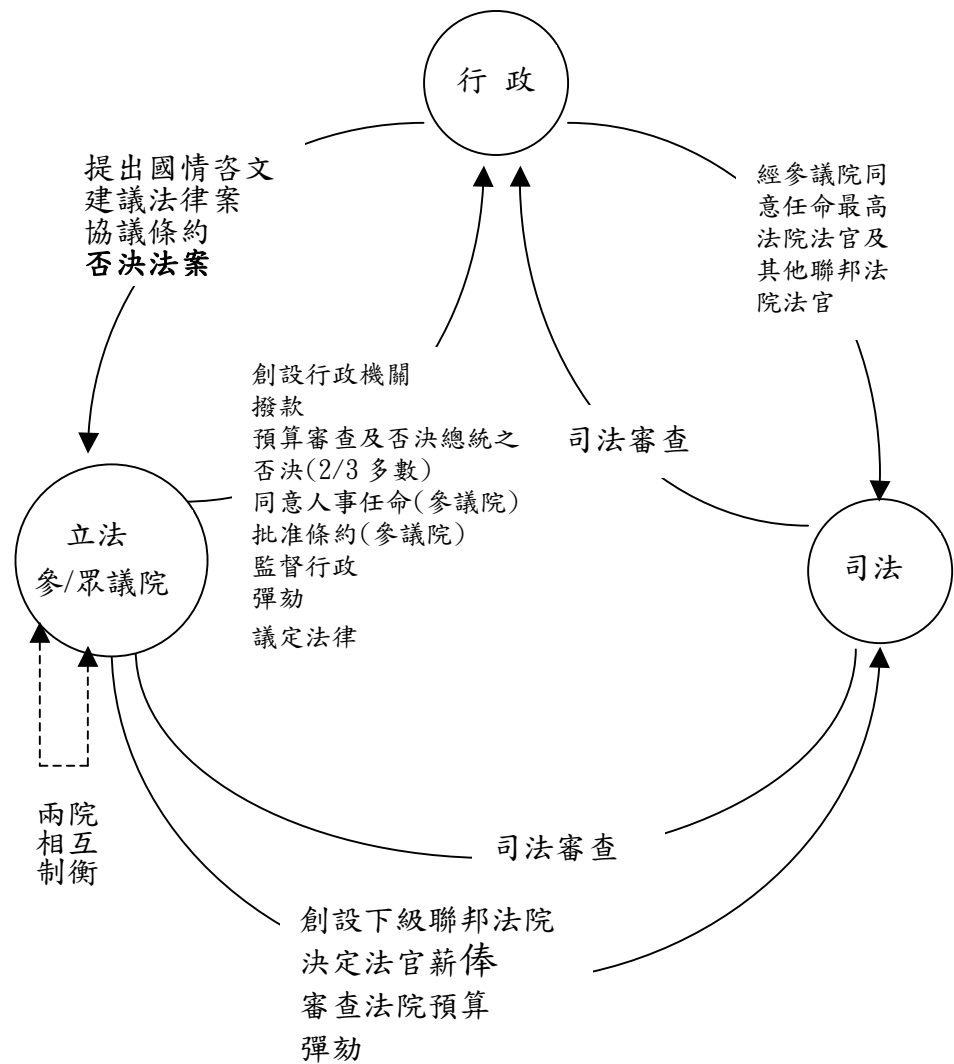 行 政
提出國情咨文
建議法律案
協議條約
否決法案
經參議院同
意任命最高
法院法官及
其他聯邦法
院法官
創設行政機關
撥款
預算審查及否決總統之
否決(2/3 多數)
同意人事任命(參議院)
批准條約(參議院)
監督行政
彈劾
議定法律
司法審查
立法
參/眾議院
司法
兩院
相互
制衡
司法審查
創設下級聯邦法院
決定法官薪俸
審查法院預算
彈劾